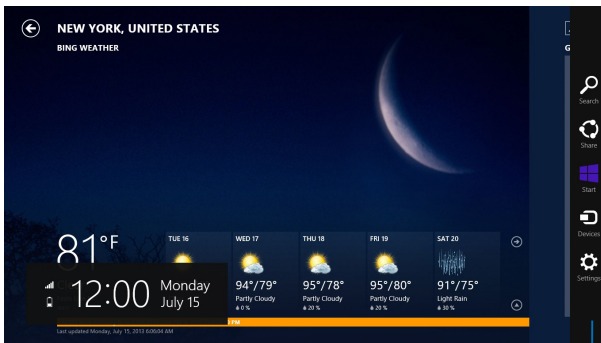 NEW YORK, UNITED STATES
BING WEATHER
Search
Share
Start
Devices
Settings
81°F
TUE 16
WED 17
94°/79°
Partly Cloudy
0 %
THU 18
95°/78°
Partly Cloudy
20 %
FRI 19
95°/80°
Partly Cloudy
20 %
SAT 20
91°/75°
Light Rain
30 %
12:00
Monday
July 15
PM
Last updated Monday, July 15, 2013 6:06:04 AM